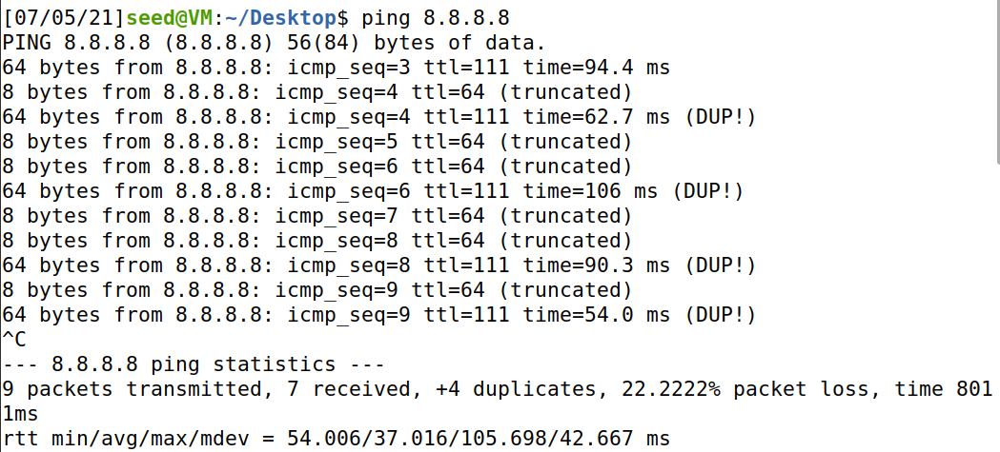 [07/05/21]seed@VM:~/Desktop$ ping 8.8.8.8
PING 8.8.8.8 (8.8.8.8) 56(84) bytes of data.
64 bytes from 8.8.8.8: icmp_seq=3 ttl=111 time=94.4 ms
8 bytes from 8.8.8.8: icmp_seq=4 ttl=64 (truncated)
64 bytes from 8.8.8.8: icmp_seq=4 ttl=111 time=62.7 ms (DUP!)
8 bytes from 8.8.8.8: icmp_seq=5 ttl=64 (truncated)
8 bytes from 8.8.8.8: icmp_seq=6 ttl=64 (truncated)
64 bytes from 8.8.8.8: icmp_seq=6 ttl=111 time=106 ms (DUP!)
8 bytes from 8.8.8.8: icmp_seq=7 ttl=64 (truncated)
8 bytes from 8.8.8.8: icmp_seq=8 ttl=64 (truncated)
64 bytes from 8.8.8.8: icmp_seq=8 ttl=111 time=90.3 ms (DUP!)
8 bytes from 8.8.8.8: icmp_seq=9 ttl=64 (truncated)
64 bytes from 8.8.8.8: icmp_seq=9 ttl=111 time=54.0 ms (DUP!)
^C
--- 8.8.8.8 ping statistics ---
9 packets transmitted, 7 received, +4 duplicates, 22.2222% packet loss, time 801
1ms
rtt min/avg/max/mdev = 54.006/37.016/105.698/42.667 ms